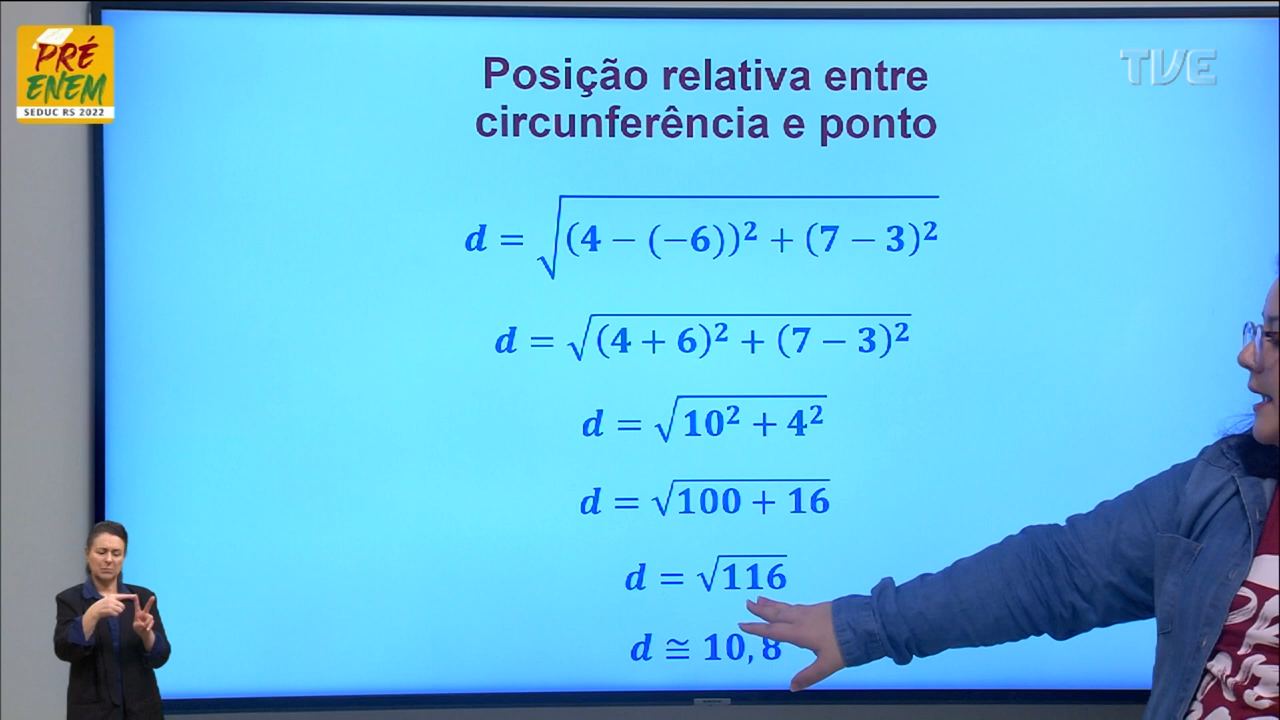 PRÉ
ENEM
SEDUC RS 2022
TVE
Posição relativa entre
circunferência e ponto
d = √(4 − (−6))² + (7 − 3)²
d = √(4 + 6)² + (7 − 3)²
d = √10² + 4²
d = √100 + 16
d = √116
d ≅ 10,8